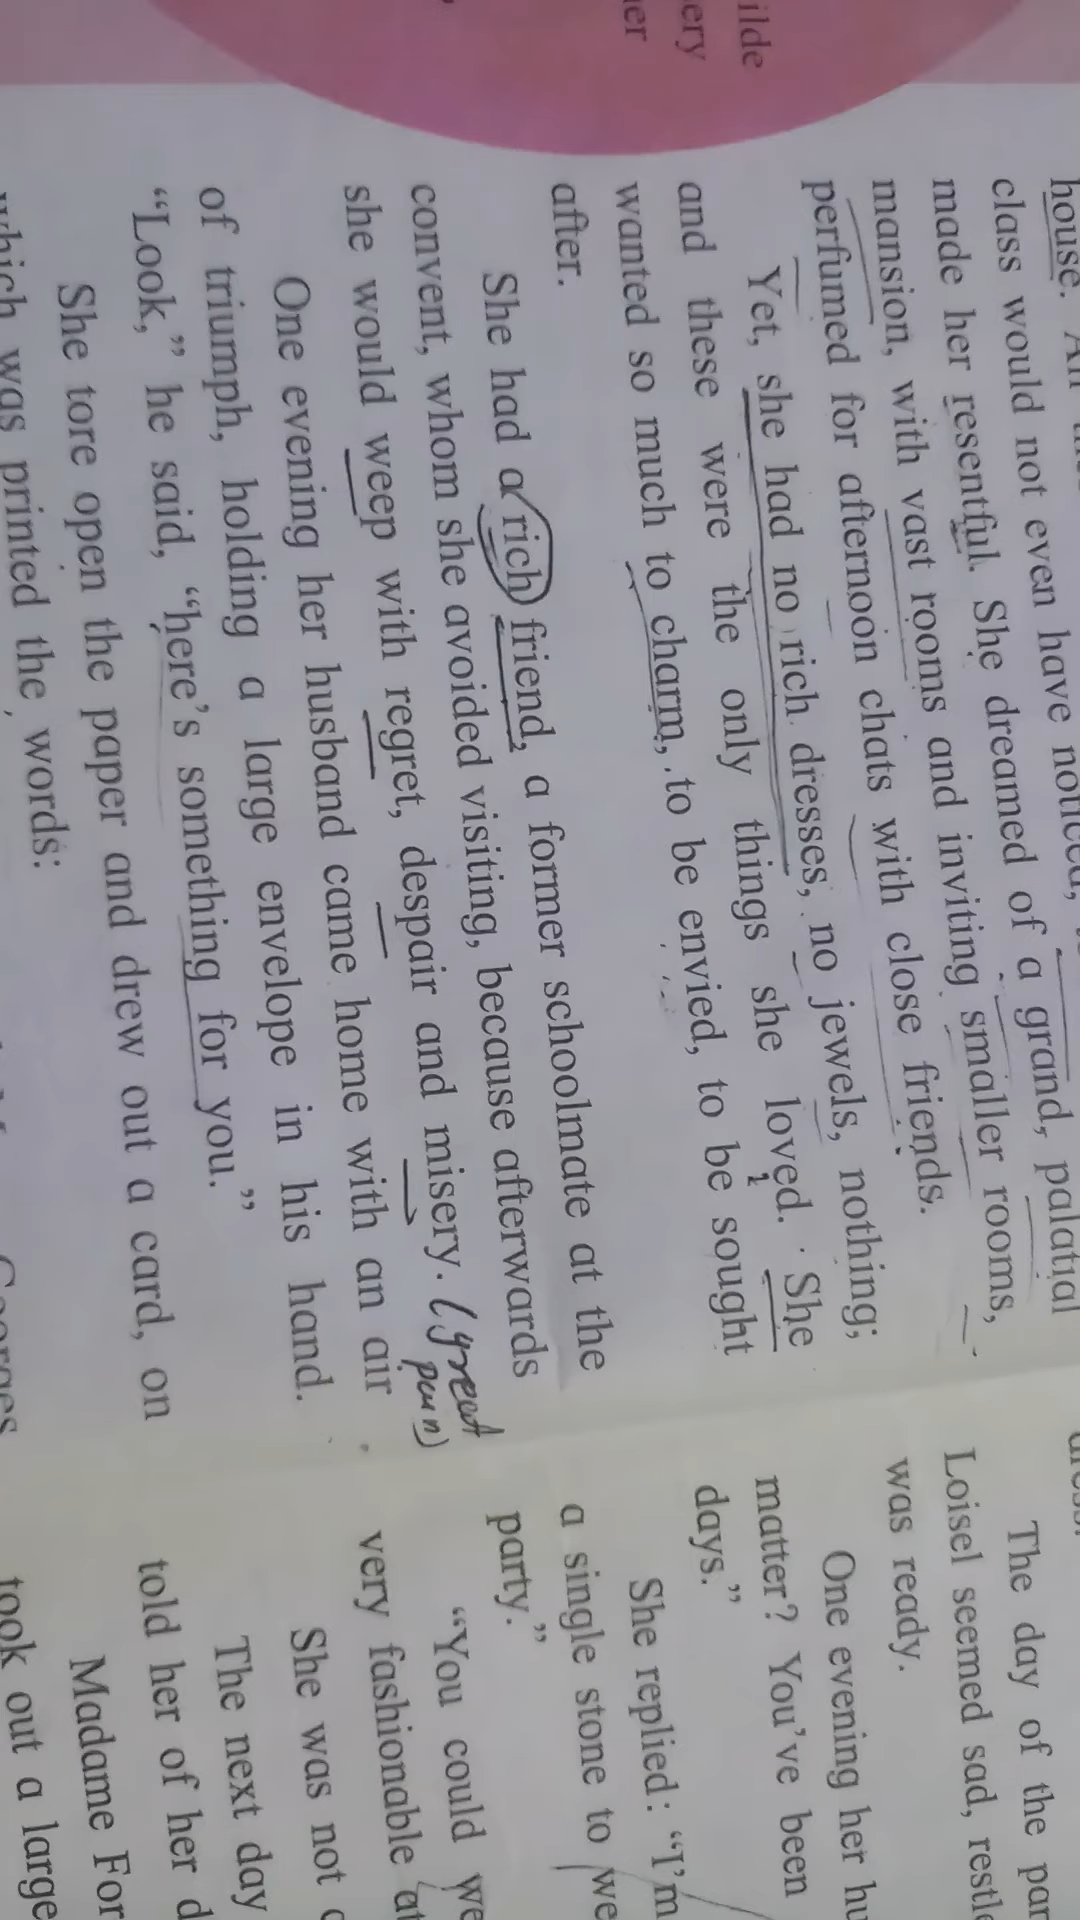 ilde
ery
er
house.
class would not even have noticed,
made her resentful. She dreamed of a grand, palatial
mansion, with vast rooms and inviting smaller rooms,
perfumed for afternoon chats with close friends.
Yet, she had no rich dresses, no jewels, nothing;
and these were the only things she loved. She
wanted so much to charm, to be envied, to be sought
after.
She had a rich friend, a former schoolmate at the
convent, whom she avoided visiting, because afterwards
she would weep with regret, despair and misery. (great
pain)
One evening her husband came home with an air
of triumph, holding a large envelope in his hand.
“Look,” he said, “here’s something for you.”
She tore open the paper and drew out a card, on
which was printed the words:
Georges
The day of the par
Loisel seemed sad, restle
was ready.
One evening her hu
matter? You’ve been
days.”
She replied: “I’m
a single stone to we
party.”
“You could we
very fashionable at
She was not c
The next day
told her of her d
Madame For
took out a large